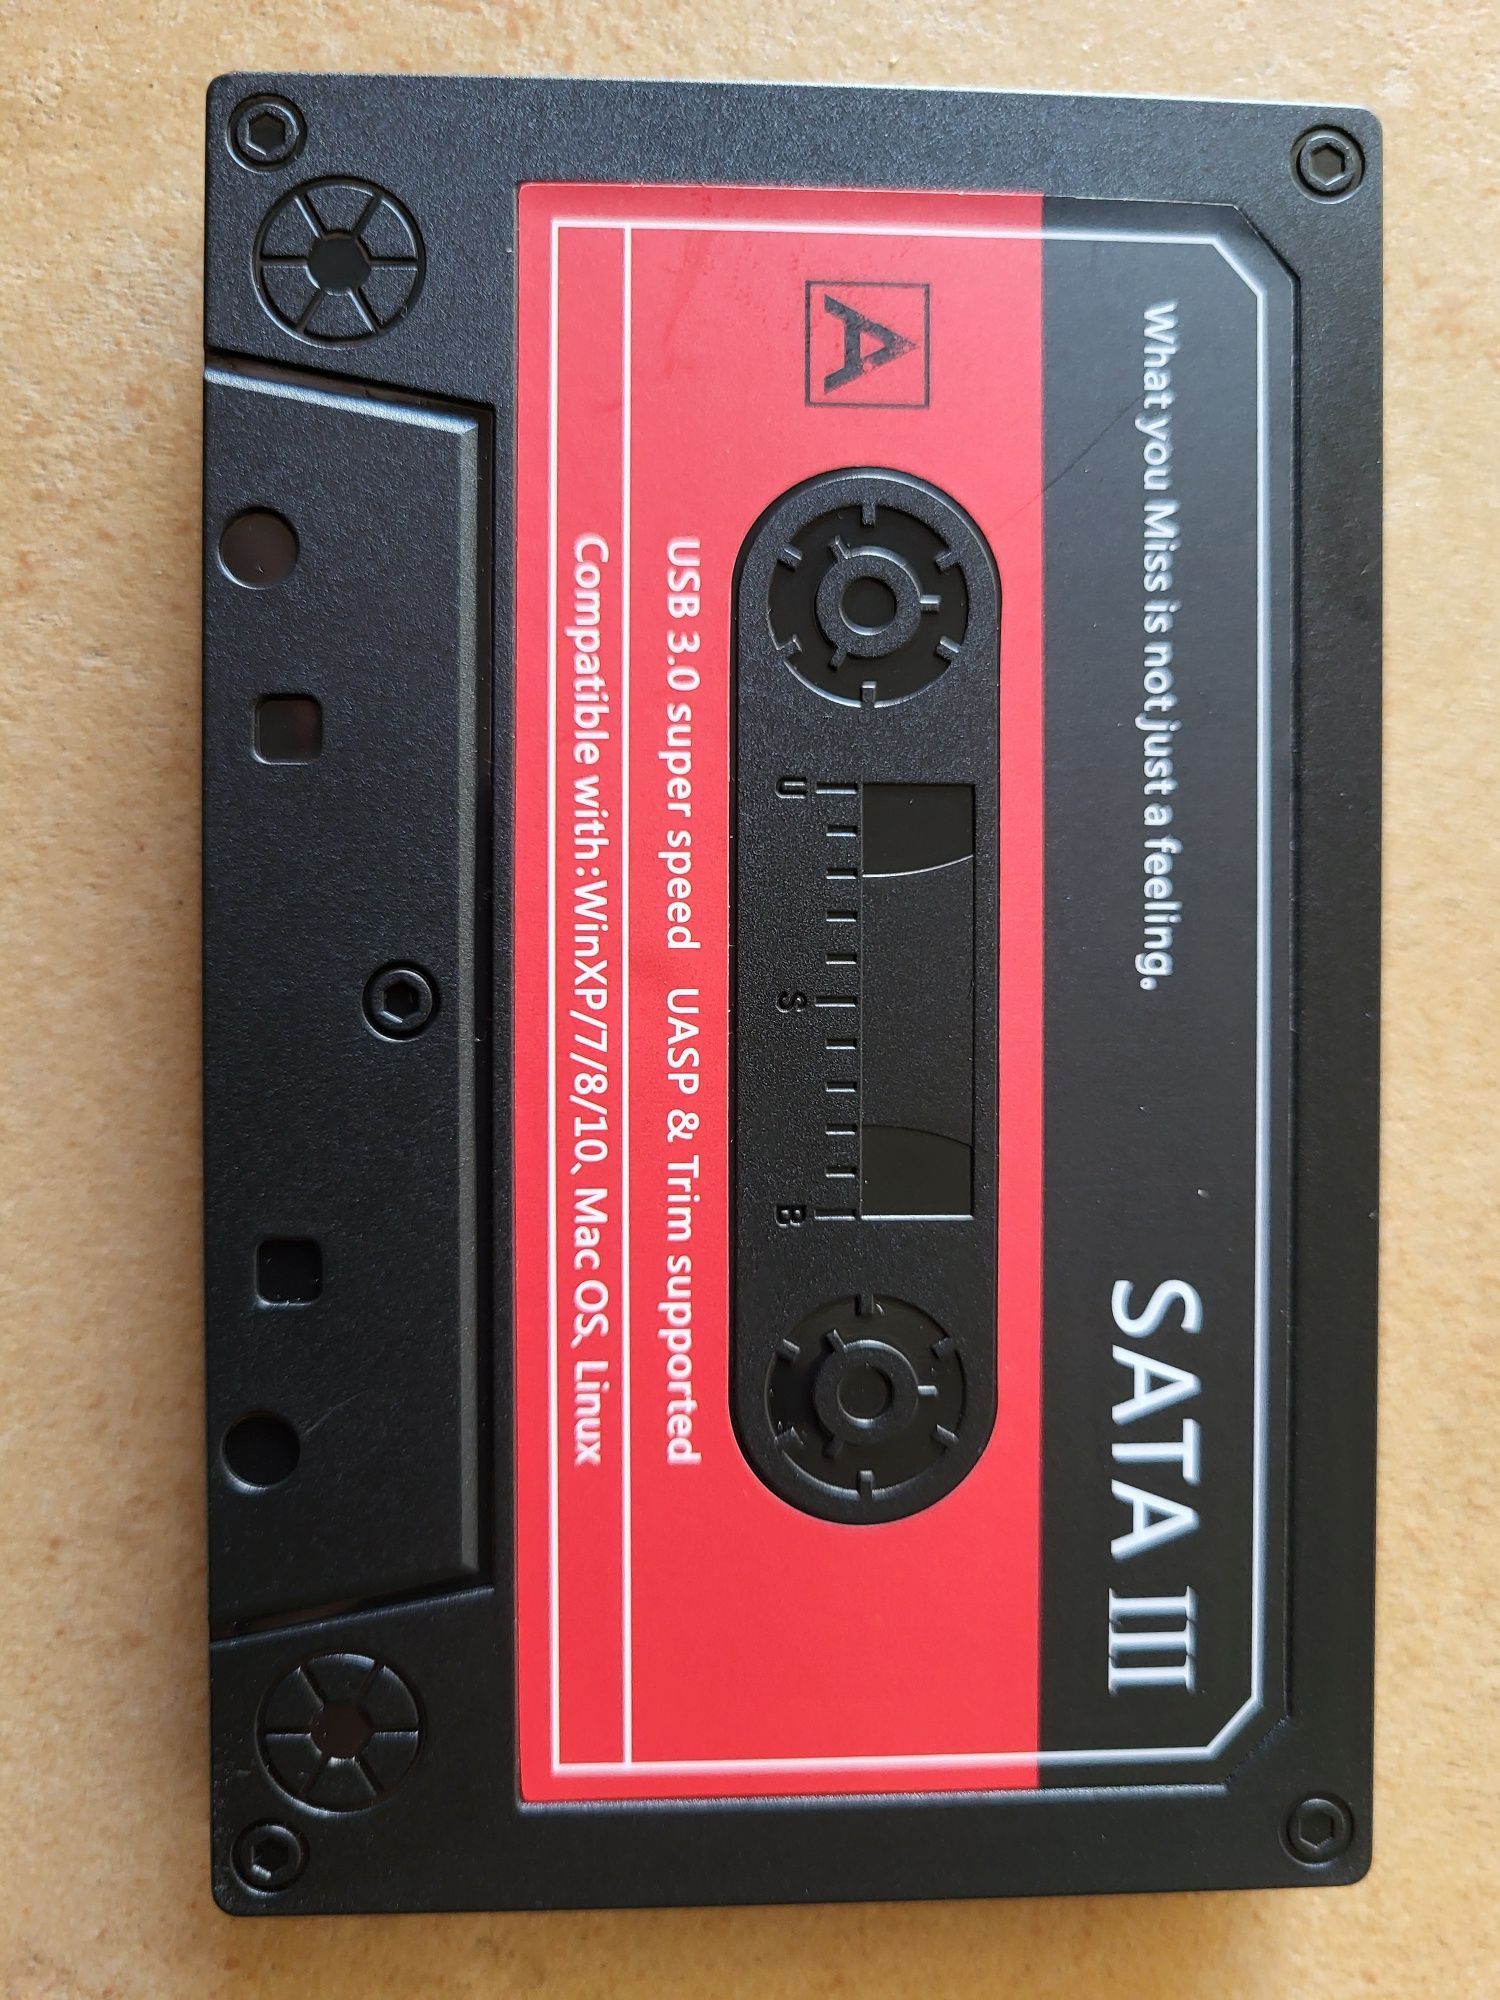 What you Miss is not just a feeling. SATA III
A
U S B
USB 3.0 super speed UASP & Trim supported
Compatible with:WinXP/7/8/10、Mac OS、Linux